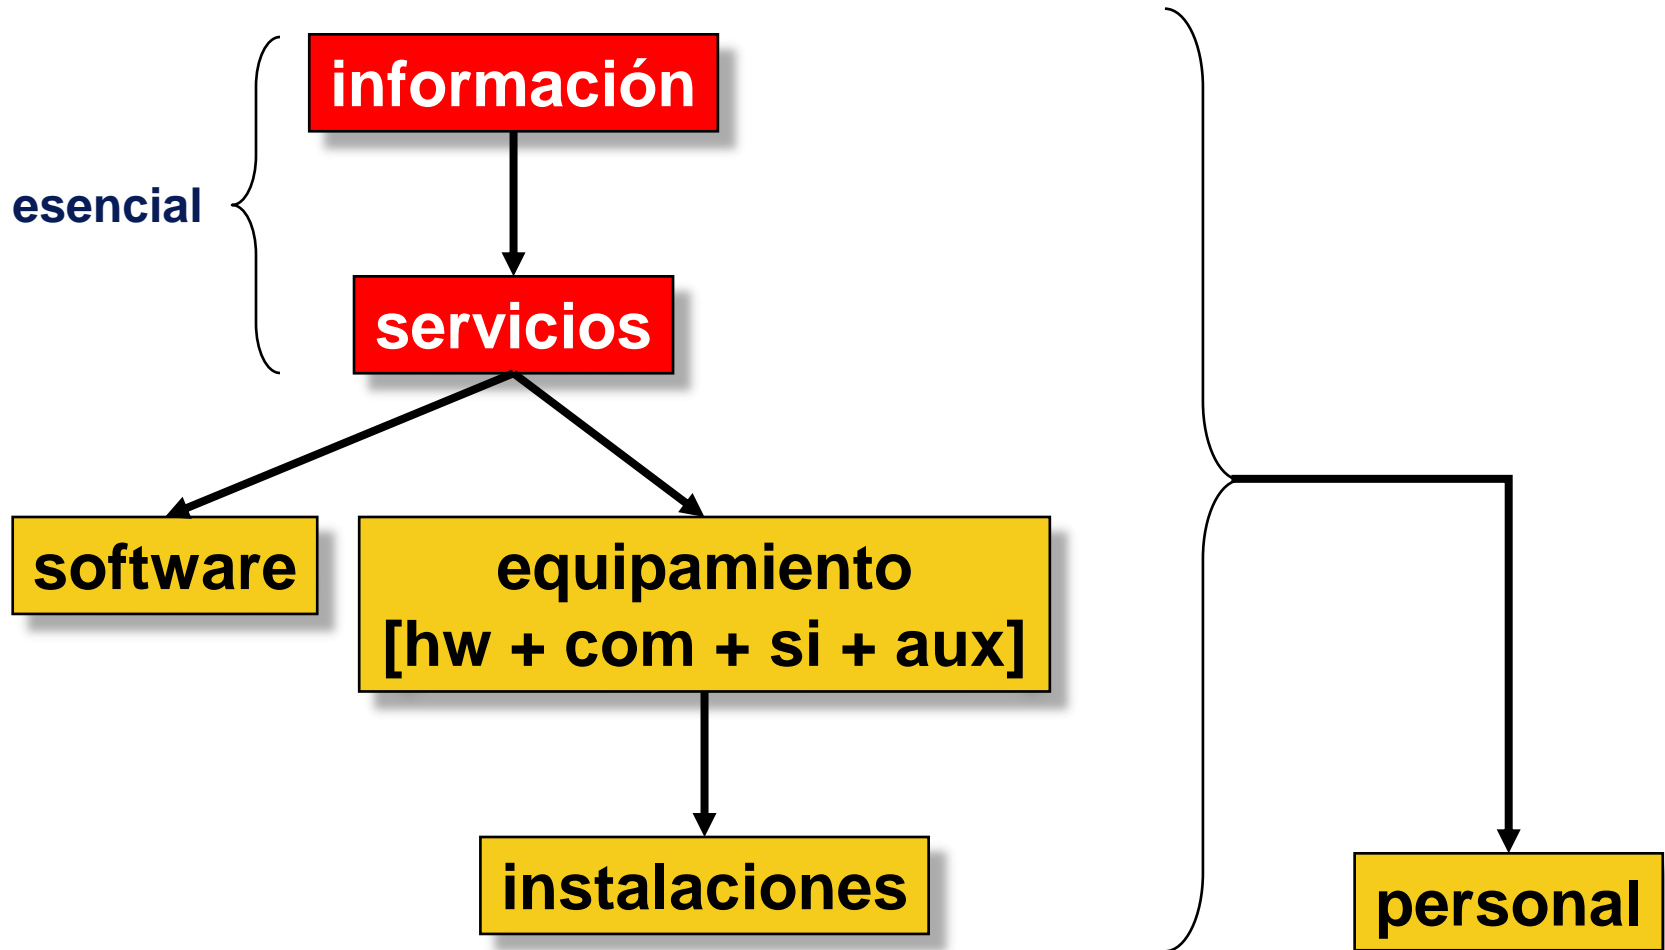 información
esencial
servicios
software
equipamiento
[hw + com + si + aux]
instalaciones
personal